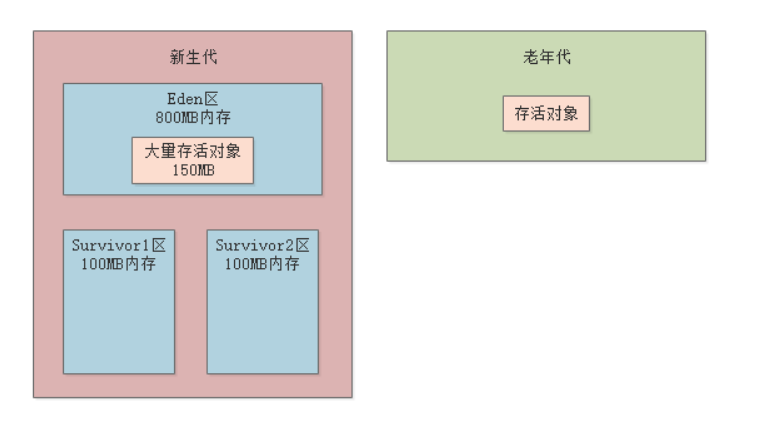 新生代
Eden区
800MB内存
大量存活对象
150MB
Survivor1区
100MB内存
Survivor2区
100MB内存
老年代
存活对象